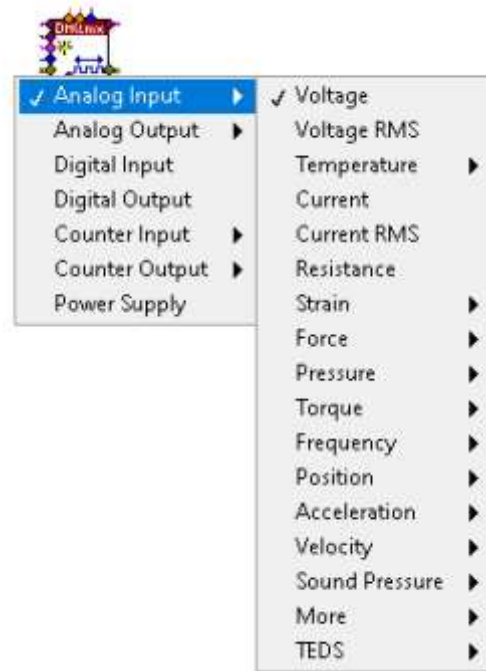 DAQmx
Analog Input
Analog Output
Digital Input
Digital Output
Counter Input
Counter Output
Power Supply
Voltage
Voltage RMS
Temperature
Current
Current RMS
Resistance
Strain
Force
Pressure
Torque
Frequency
Position
Acceleration
Velocity
Sound Pressure
More
TEDS